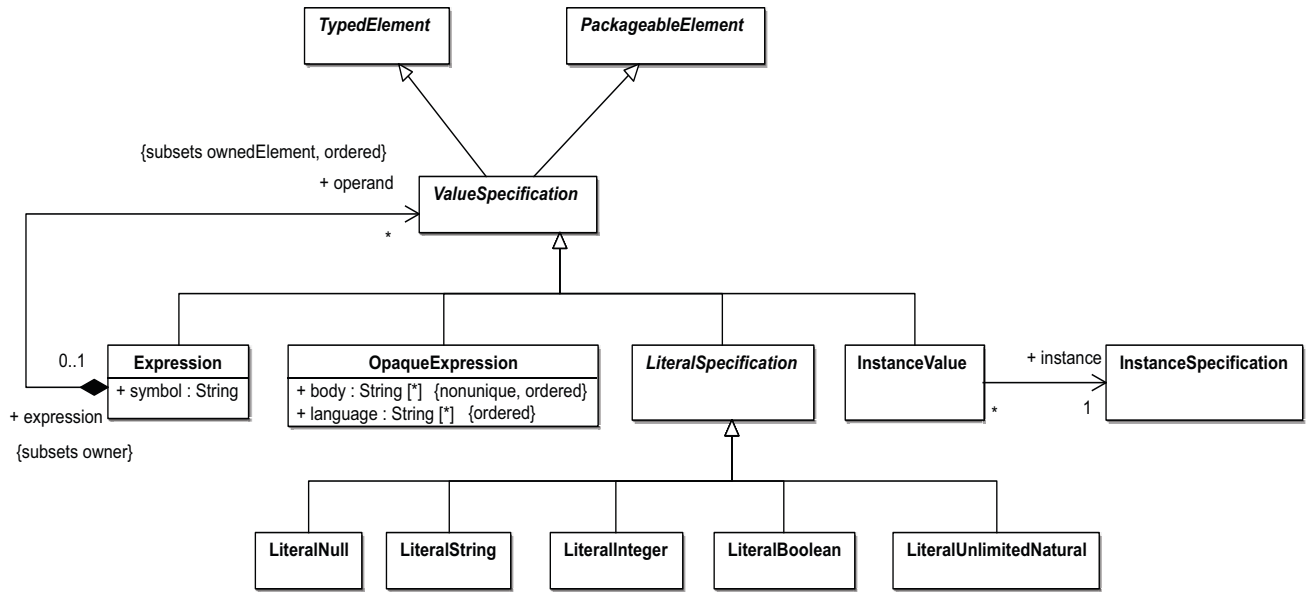 TypedElement
PackageableElement
{subsets ownedElement, ordered}
+ operand
ValueSpecification
*
0..1
Expression
+ symbol : String
+ expression
{subsets owner}
OpaqueExpression
+ body : String [*] {nonunique, ordered}
+ language : String [*] {ordered}
LiteralSpecification
InstanceValue
+ instance
*
1
InstanceSpecification
LiteralNull
LiteralString
LiteralInteger
LiteralBoolean
LiteralUnlimitedNatural